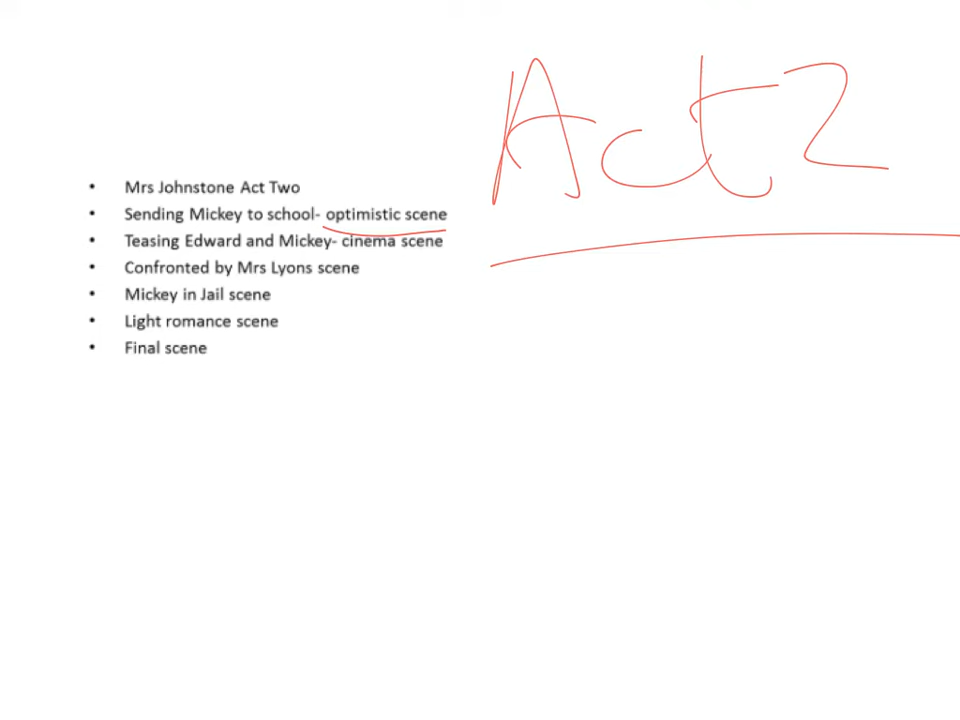 Act 2
• Mrs Johnstone Act Two
• Sending Mickey to school- optimistic scene
• Teasing Edward and Mickey- cinema scene
• Confronted by Mrs Lyons scene
• Mickey in Jail scene
• Light romance scene
• Final scene